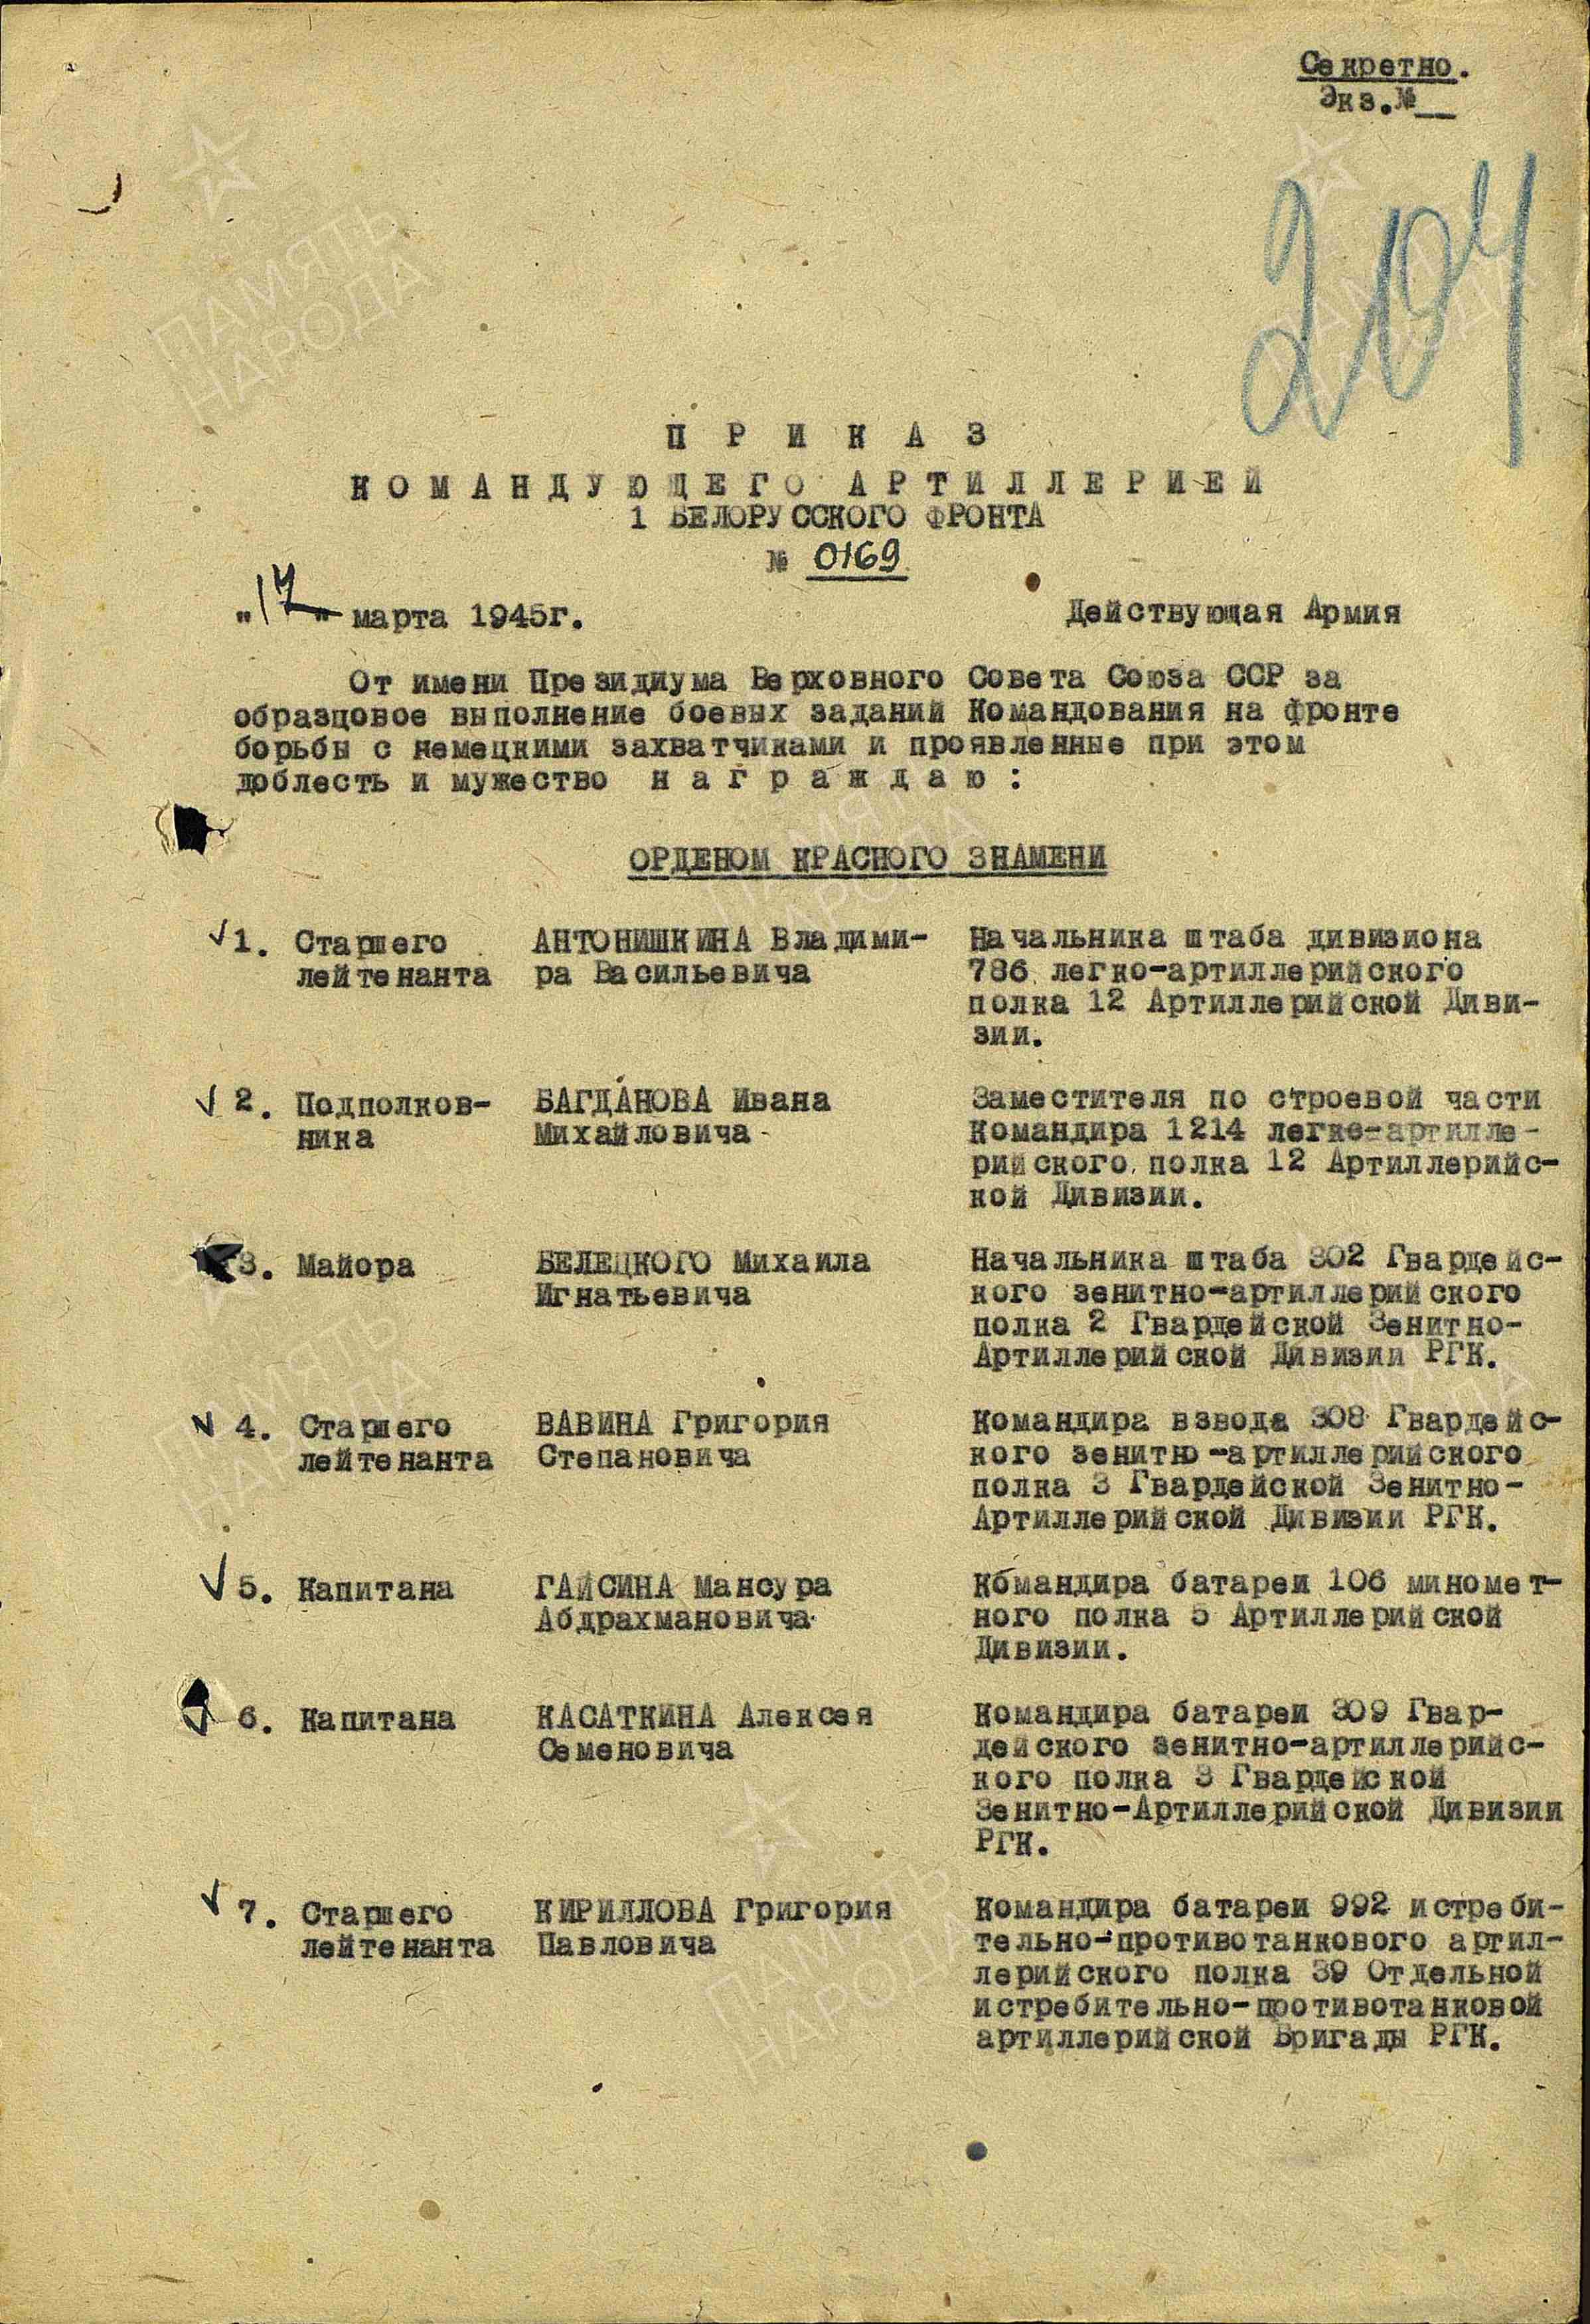 Секретно.
Экз.№__
204
П Р И К А З
К О М А Н Д У Ю Щ Е Г О  А Р Т И Л Л Е Р И Е Й
1 БЕЛОРУССКОГО ФРОНТА
№ 0169
"17" марта 1945г. Действующая Армия
От имени Президиума Верховного Совета Союза ССР за
образцовое выполнение боевых заданий Командования на фронте
борьбы с немецкими захватчиками и проявленные при этом
доблесть и мужество н а г р а ж д а ю :
ОРДЕНОМ КРАСНОГО ЗНАМЕНИ
1. Старшего АНТОНИШКИНА Владими- Начальника штаба дивизиона
лейтенанта ра Васильевича 786 легко-артиллерийского
полка 12 Артиллерийской Диви-
зии.
2. Подполков- БАГДАНОВА Ивана Заместителя по строевой части
ника Михайловича Командира 1214 легко-артилле-
рийского полка 12 Артиллерийс-
кой Дивизии.
3. Майора БЕЛЕЦКОГО Михаила Начальника штаба 302 Гвардейс-
Игнатьевича кого зенитно-артиллерийского
полка 2 Гвардейской Зенитно-
Артиллерийской Дивизии РГК.
4. Старшего ВАВИНА Григория Командира взвода 308 Гвардейс-
лейтенанта Степановича кого зенитно-артиллерийского
полка 3 Гвардейской Зенитно-
Артиллерийской Дивизии РГК.
5. Капитана ГАЙСИНА Мансура Командира батареи 106 миномет-
Абдрахмановича ного полка 5 Артиллерийской
Дивизии.
6. Капитана КАСАТКИНА Алексея Командира батареи 309 Гвар-
Семеновича дейского зенитно-артиллерийс-
кого полка 3 Гвардейской
Зенитно-Артиллерийской Дивизии
РГК.
7. Старшего КИРИЛЛОВА Григория Командира батареи 992 истреби-
лейтенанта Павловича тельно-противотанкового артил-
лерийского полка 39 Отдельной
истребительно-противотанковой
артиллерийской Бригады РГК.
ПАМЯТЬ
НАРОДА